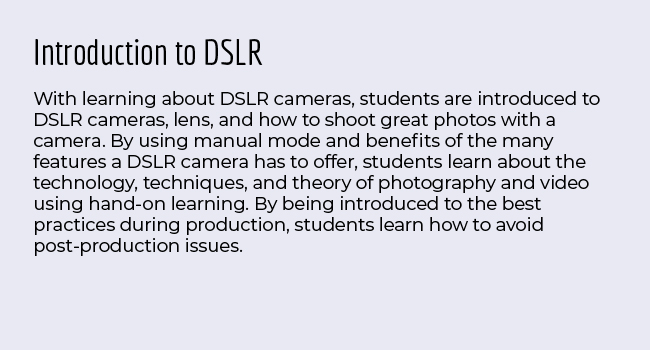 Introduction to DSLR
With learning about DSLR cameras, students are introduced to
DSLR cameras, lens, and how to shoot great photos with a
camera. By using manual mode and benefits of the many
features a DSLR camera has to offer, students learn about the
technology, techniques, and theory of photography and video
using hand-on learning. By being introduced to the best
practices during production, students learn how to avoid
post-production issues.